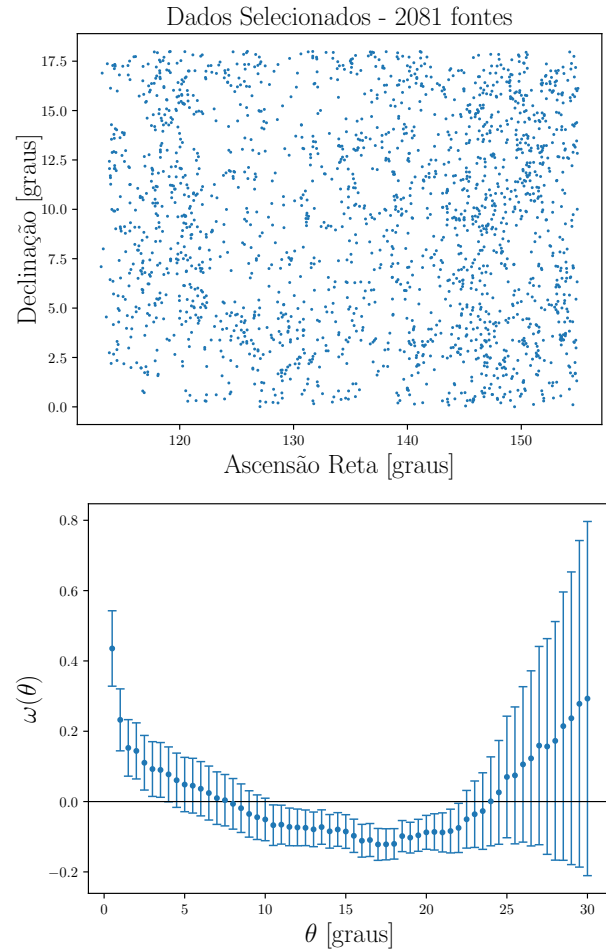 Dados Selecionados - 2081 fontes
17.5
15.0
12.5
10.0
7.5
5.0
2.5
0.0
Declinação [graus]
120 130 140 150
Ascensão Reta [graus]
0.8
0.6
0.4
0.2
0.0
−0.2
ω(θ)
0 5 10 15 20 25 30
θ [graus]